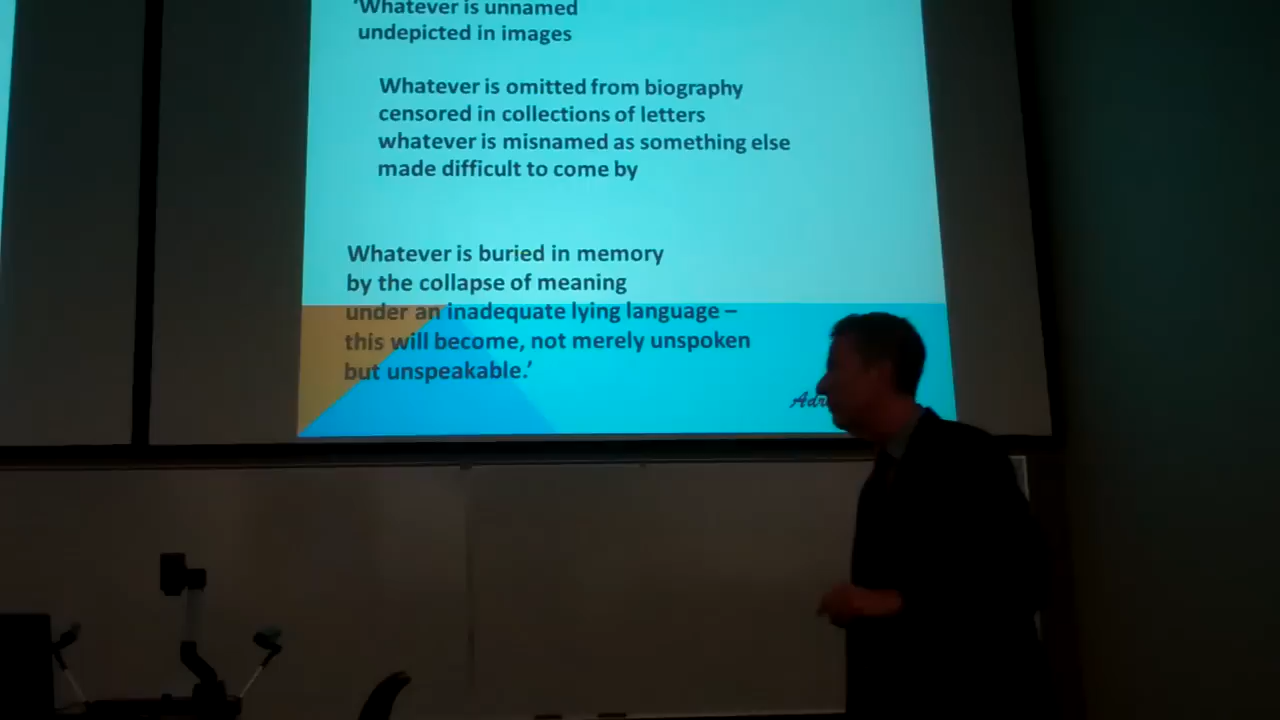 'Whatever is unnamed
undepicted in images
Whatever is omitted from biography
censored in collections of letters
whatever is misnamed as something else
made difficult to come by
Whatever is buried in memory
by the collapse of meaning
under an inadequate lying language –
this will become, not merely unspoken
but unspeakable.'